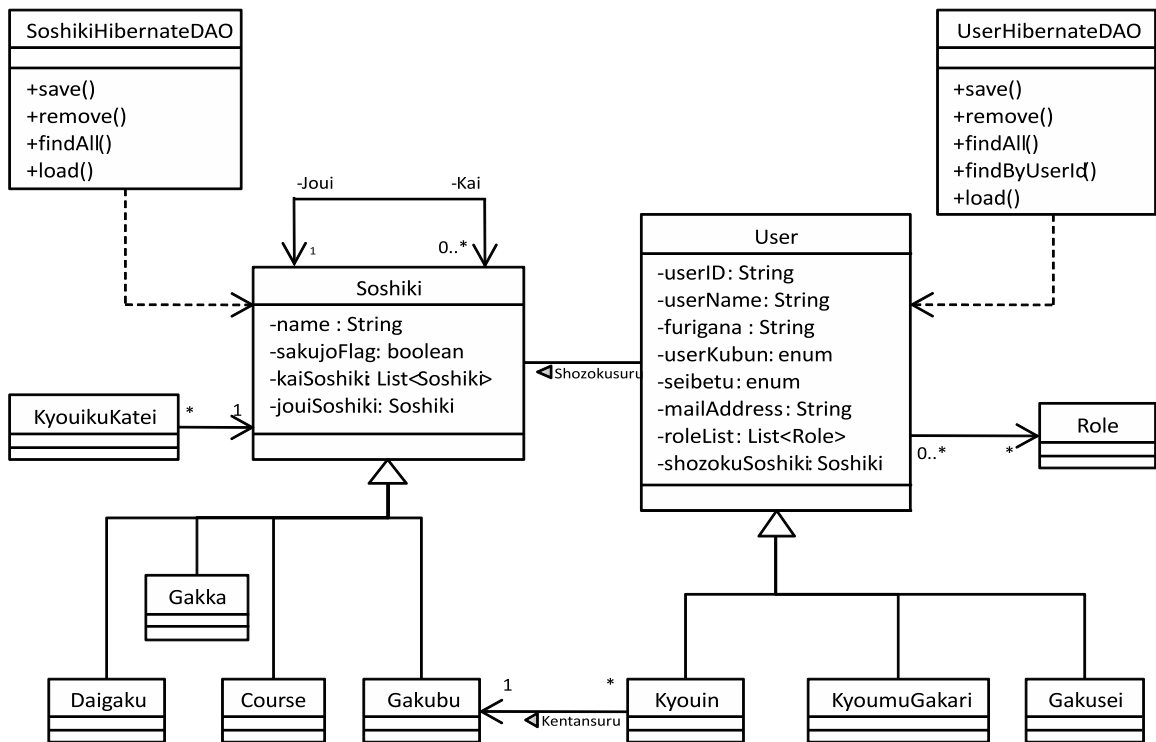 SoshikiHibernateDAO
+save()
+remove()
+findAll()
+load()
UserHibernateDAO
+save()
+remove()
+findAll()
+findByUserId()
+load()
-Joui
-Kai
1
0..*
Soshiki
-name : String
-sakujoFlag: boolean
-kaiSoshiki: List<Soshiki>
-jouiSoshiki: Soshiki
User
-userID: String
-userName: String
-furigana : String
-userKubun: enum
-seibetu: enum
-mailAddress: String
-roleList: List<Role>
-shozokuSoshiki: Soshiki
Shozokusuru
KyouikuKatei
*
1
0..*
*
Role
Gakka
Daigaku
Course
Gakubu
1
*
Kentansuru
Kyouin
KyoumuGakari
Gakusei